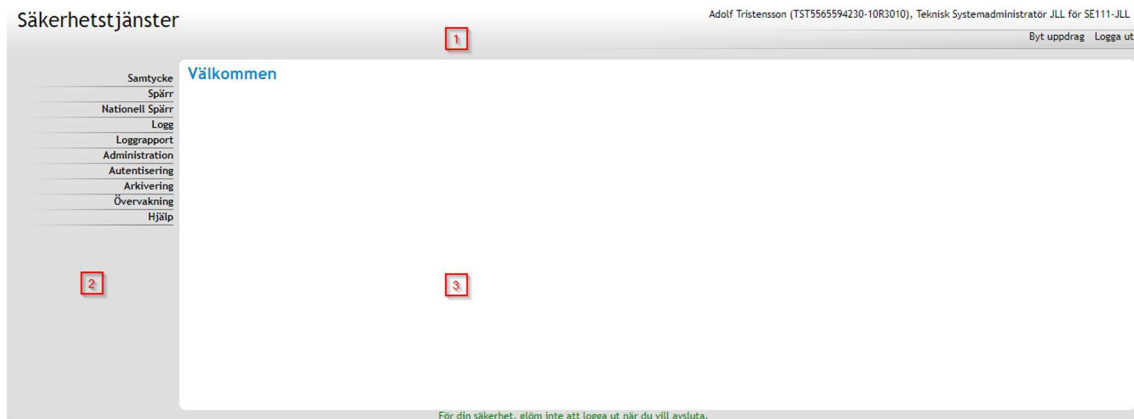 Säkerhetstjänster
Adolf Tristensson (TST5565594230-10R3010), Teknisk Systemadministratör JLL för SE111-JLL
1
Byt uppdrag Logga ut
Välkommen
Samtycke
Spärr
Nationell Spärr
Logg
Loggrapport
Administration
Autentisering
Arkivering
Övervakning
Hjälp
2
3
För din säkerhet, glöm inte att logga ut när du vill avsluta.